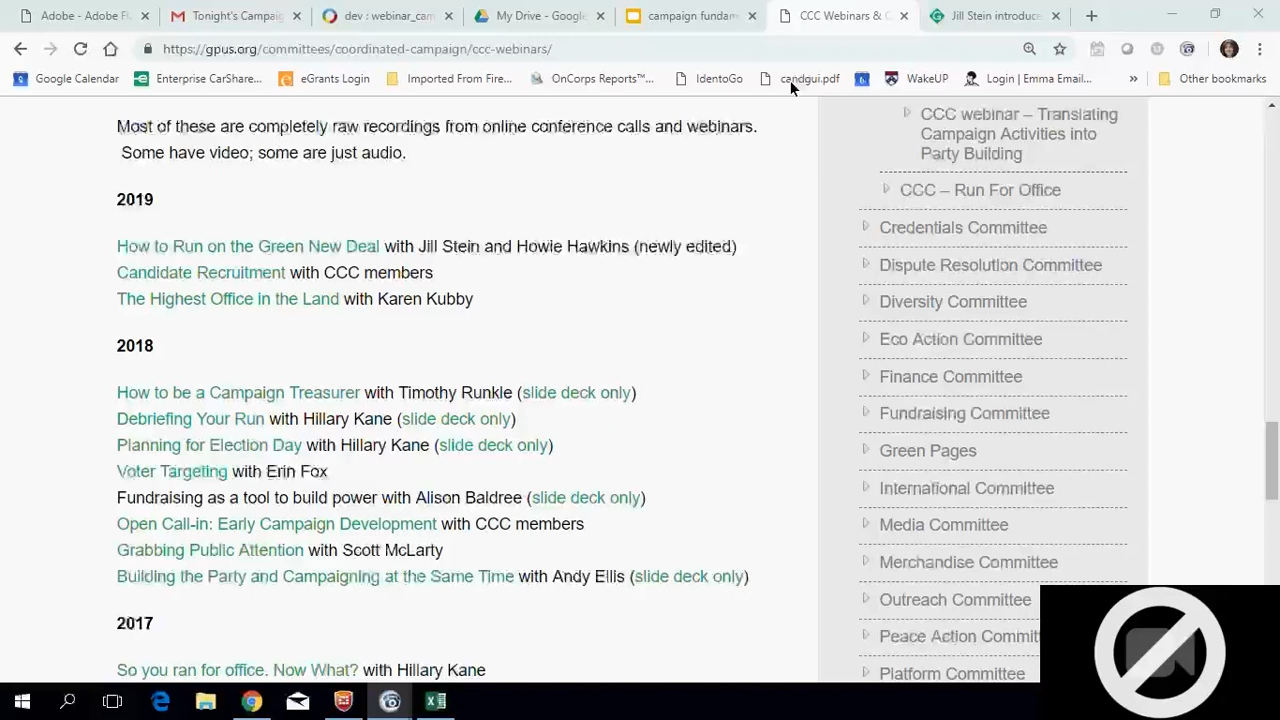 Adobe - Adobe Fl
Tonight's Campaig
dev : webinar_cam
My Drive - Google
campaign fundam
CCC Webinars & C
Jill Stein introduce
https://gpus.org/committees/coordinated-campaign/ccc-webinars/
Google Calendar
Enterprise CarShare...
eGrants Login
Imported From Fire...
OnCorps Reports™...
IdentoGo
candgui.pdf
WakeUP
Login | Emma Email...
Other bookmarks
Most of these are completely raw recordings from online conference calls and webinars.
Some have video; some are just audio.
2019
How to Run on the Green New Deal with Jill Stein and Howie Hawkins (newly edited)
Candidate Recruitment with CCC members
The Highest Office in the Land with Karen Kubby
2018
How to be a Campaign Treasurer with Timothy Runkle (slide deck only)
Debriefing Your Run with Hillary Kane (slide deck only)
Planning for Election Day with Hillary Kane (slide deck only)
Voter Targeting with Erin Fox
Fundraising as a tool to build power with Alison Baldree (slide deck only)
Open Call-in: Early Campaign Development with CCC members
Grabbing Public Attention with Scott McLarty
Building the Party and Campaigning at the Same Time with Andy Ellis (slide deck only)
2017
So you ran for office. Now What? with Hillary Kane
CCC webinar – Translating
Campaign Activities into
Party Building
CCC – Run For Office
Credentials Committee
Dispute Resolution Committee
Diversity Committee
Eco Action Committee
Finance Committee
Fundraising Committee
Green Pages
International Committee
Media Committee
Merchandise Committee
Outreach Committee
Peace Action Committ
Platform Committee